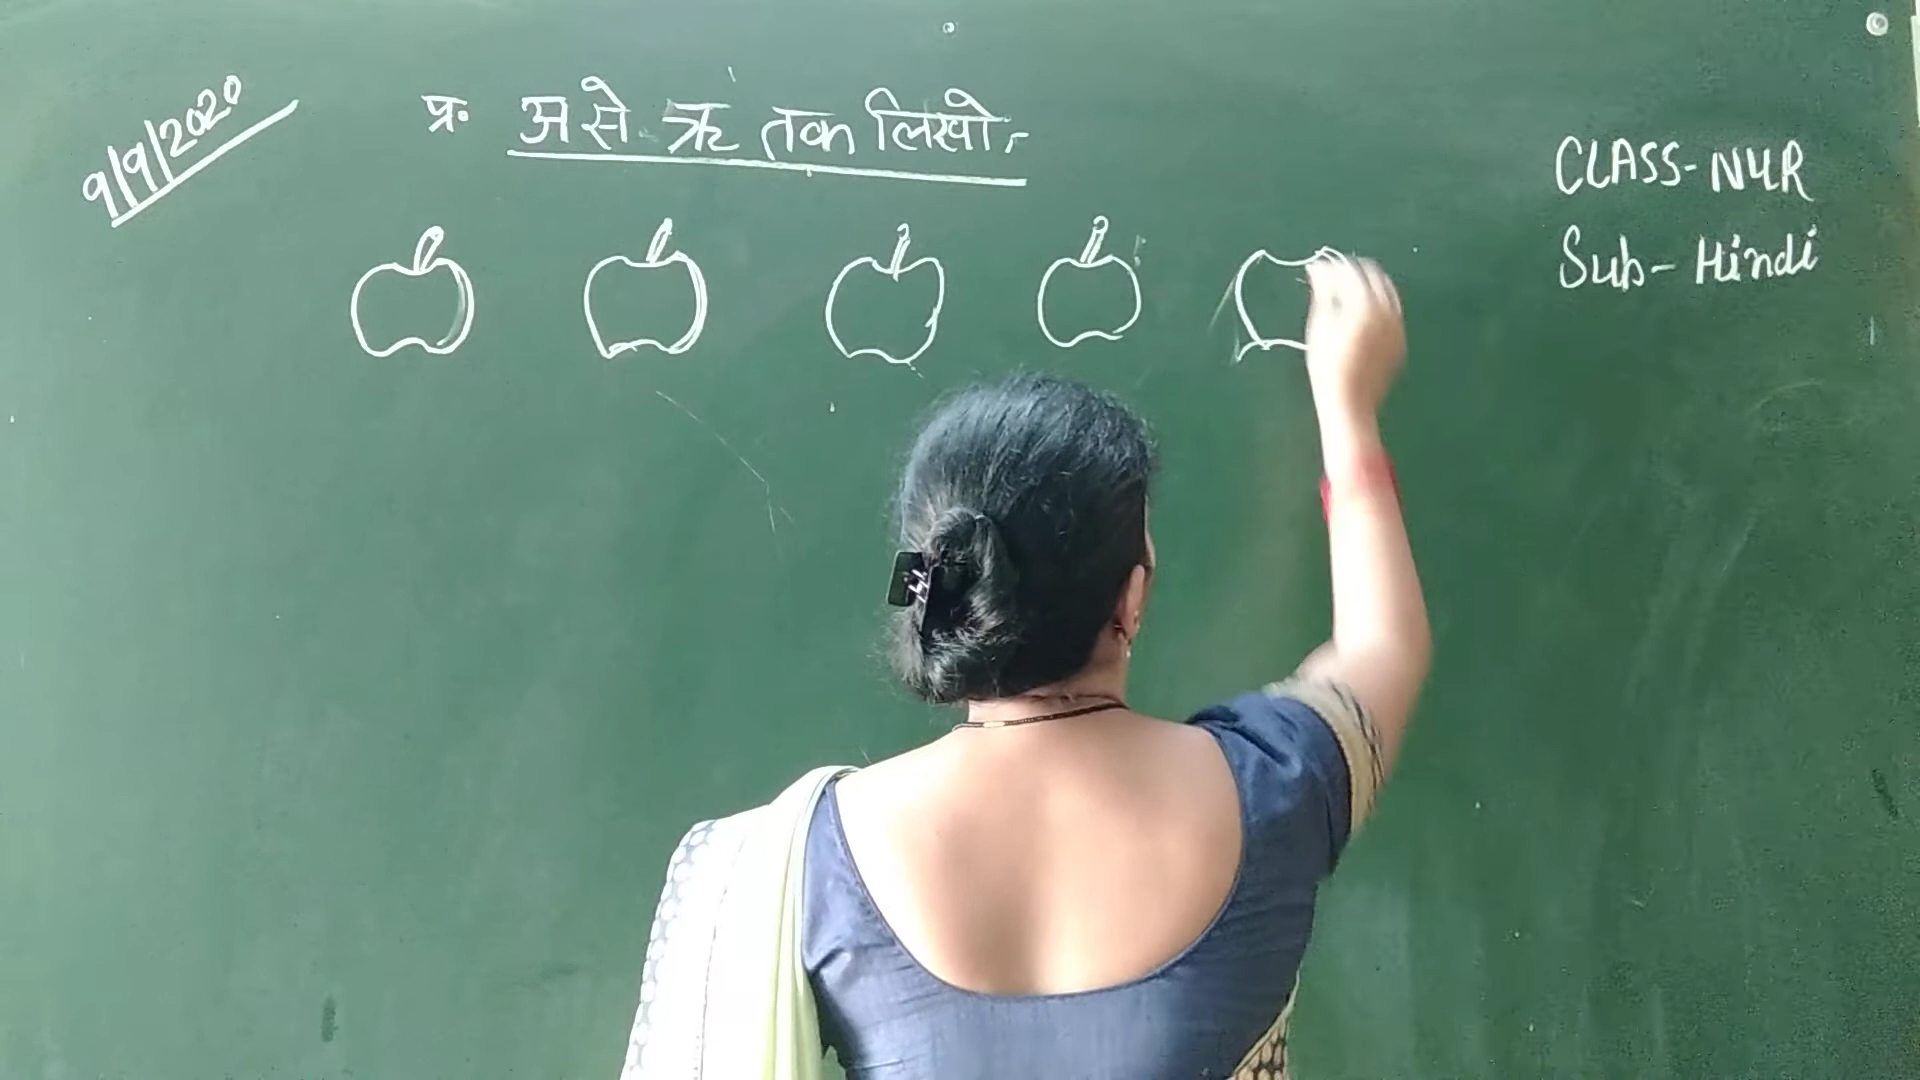 9/9/2020
प्र. अ से ऋ तक लिखो,-
CLASS-NUR
Sub-Hindi